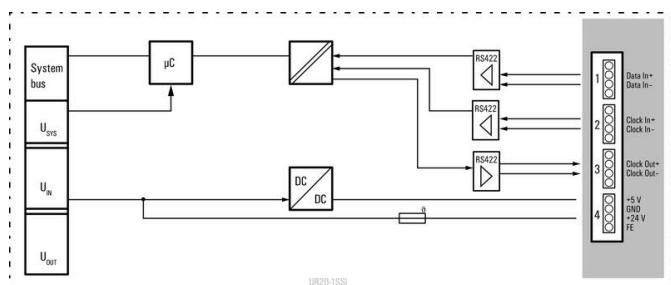 System
bus
µC
U SYS
U IN
U OUT
DC
DC
RS422
RS422
RS422
1
Data In+
Data In–
2
Clock In+
Clock In–
3
Clock Out+
Clock Out–
4
+5 V
GND
+24 V
FE
UR20-1SSI